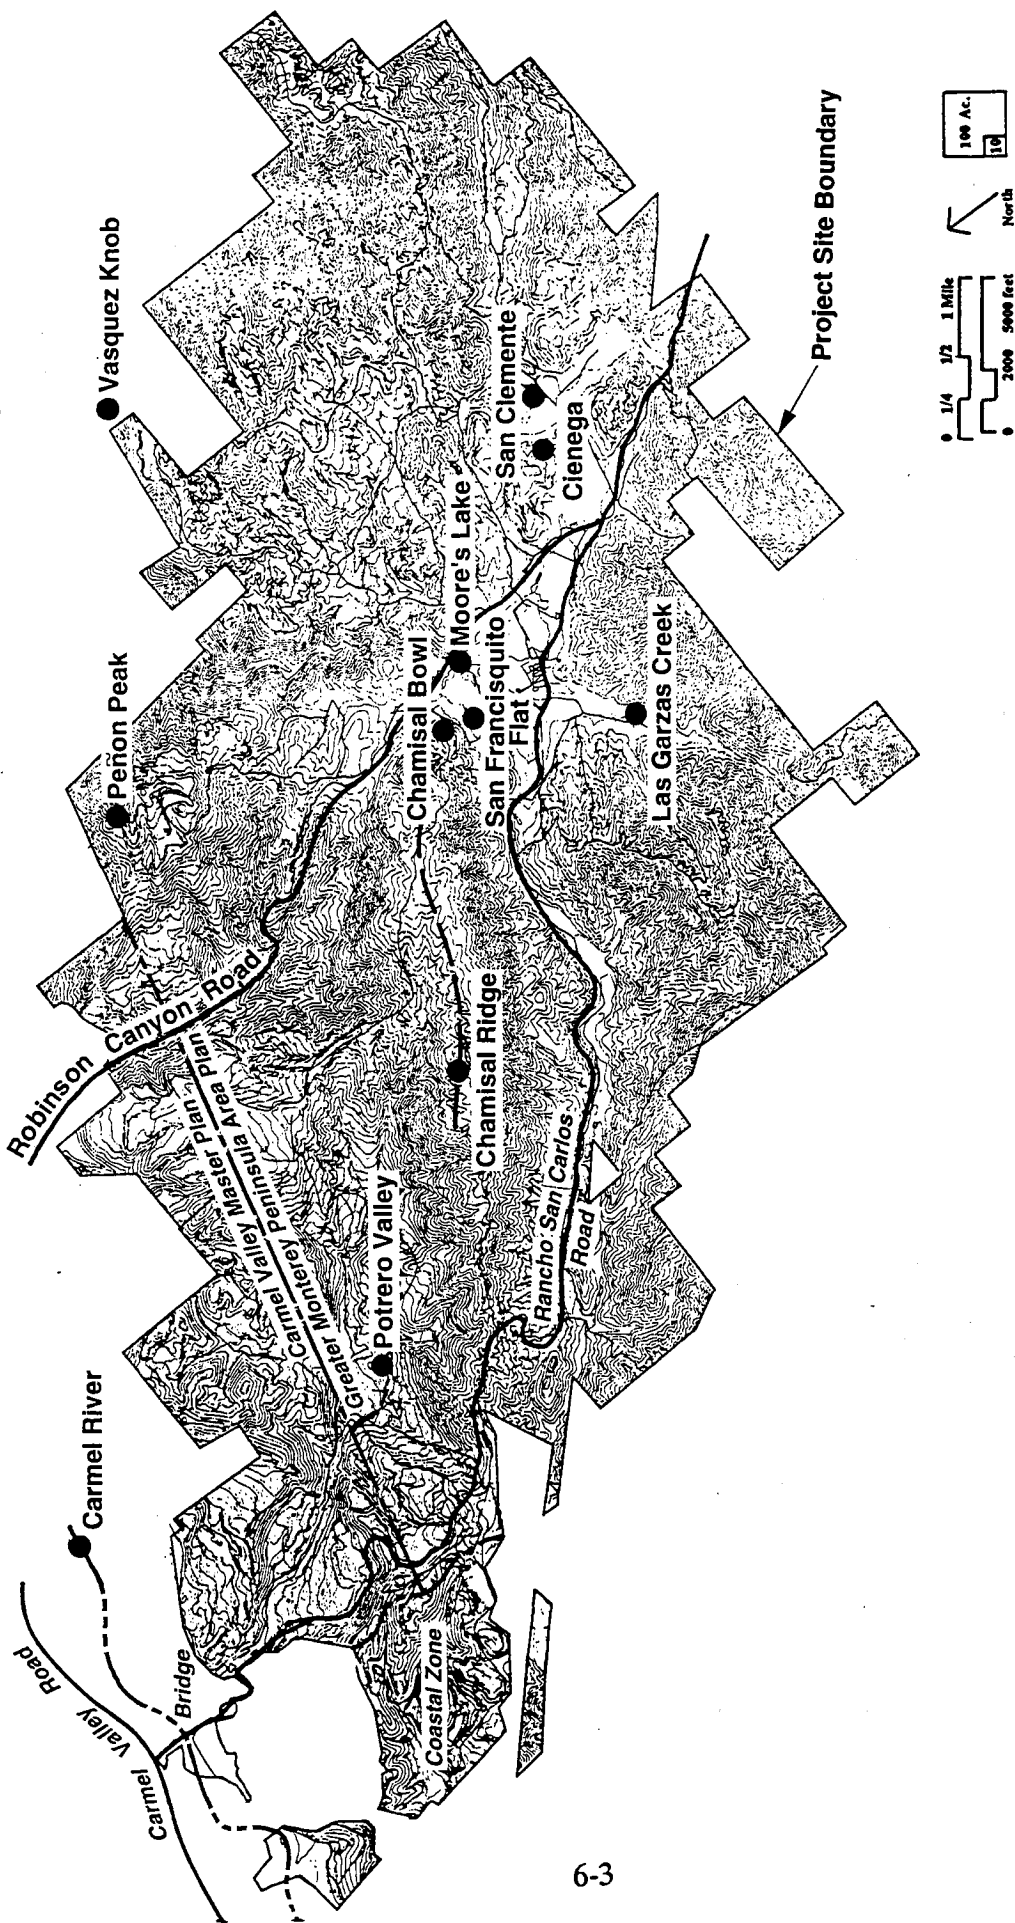 Carmel Valley Road
Bridge
Carmel River
Robinson Canyon Road
Peñon Peak
Vasquez Knob
Carmel Valley Master Plan
Greater Monterey Peninsula Area Plan
Potrero Valley
Coastal Zone
Chamisal Ridge
Chamisal Bowl
Moore's Lake
San Francisquito
Flat
San Clemente
Cienega
Las Garzas Creek
Rancho San Carlos
Road
Project Site Boundary
0 1/4 1/2 1 Mile
0 2000 5000 feet
North
100 Ac.
10
6-3